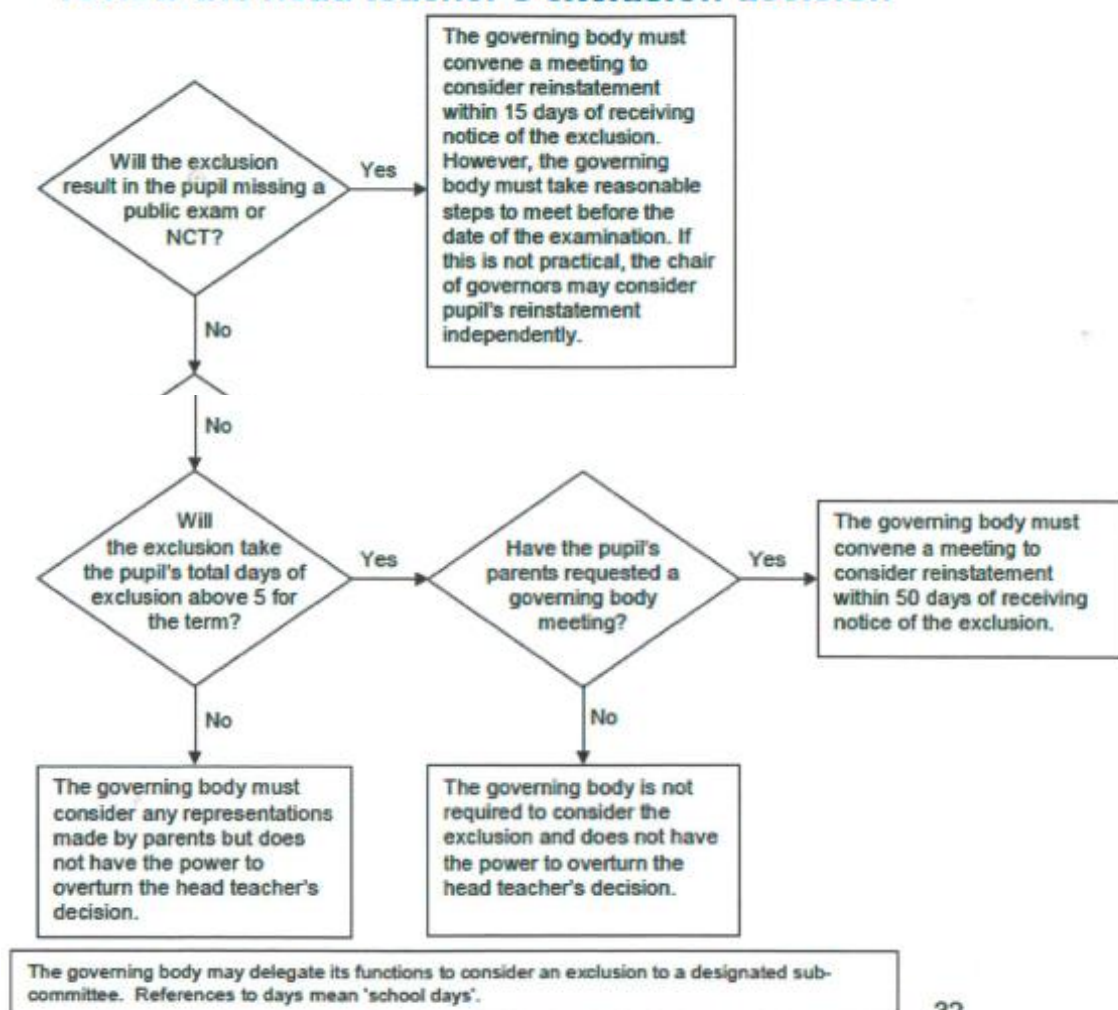 The governing body must
convene a meeting to
consider reinstatement
within 15 days of receiving
notice of the exclusion.
However, the governing
body must take reasonable
steps to meet before the
date of the examination. If
this is not practical, the chair
of governors may consider
pupil's reinstatement
independently.
Will the exclusion
result in the pupil missing a
public exam or
NCT?
Yes
No
No
Will
the exclusion take
the pupil's total days of
exclusion above 5 for
the term?
Yes
Have the pupil's
parents requested a
governing body
meeting?
Yes
The governing body must
convene a meeting to
consider reinstatement
within 50 days of receiving
notice of the exclusion.
No
No
The governing body must
consider any representations
made by parents but does
not have the power to
overturn the head teacher's
decision.
The governing body is not
required to consider the
exclusion and does not have
the power to overturn the
head teacher's decision.
The governing body may delegate its functions to consider an exclusion to a designated sub-
committee. References to days mean 'school days'.